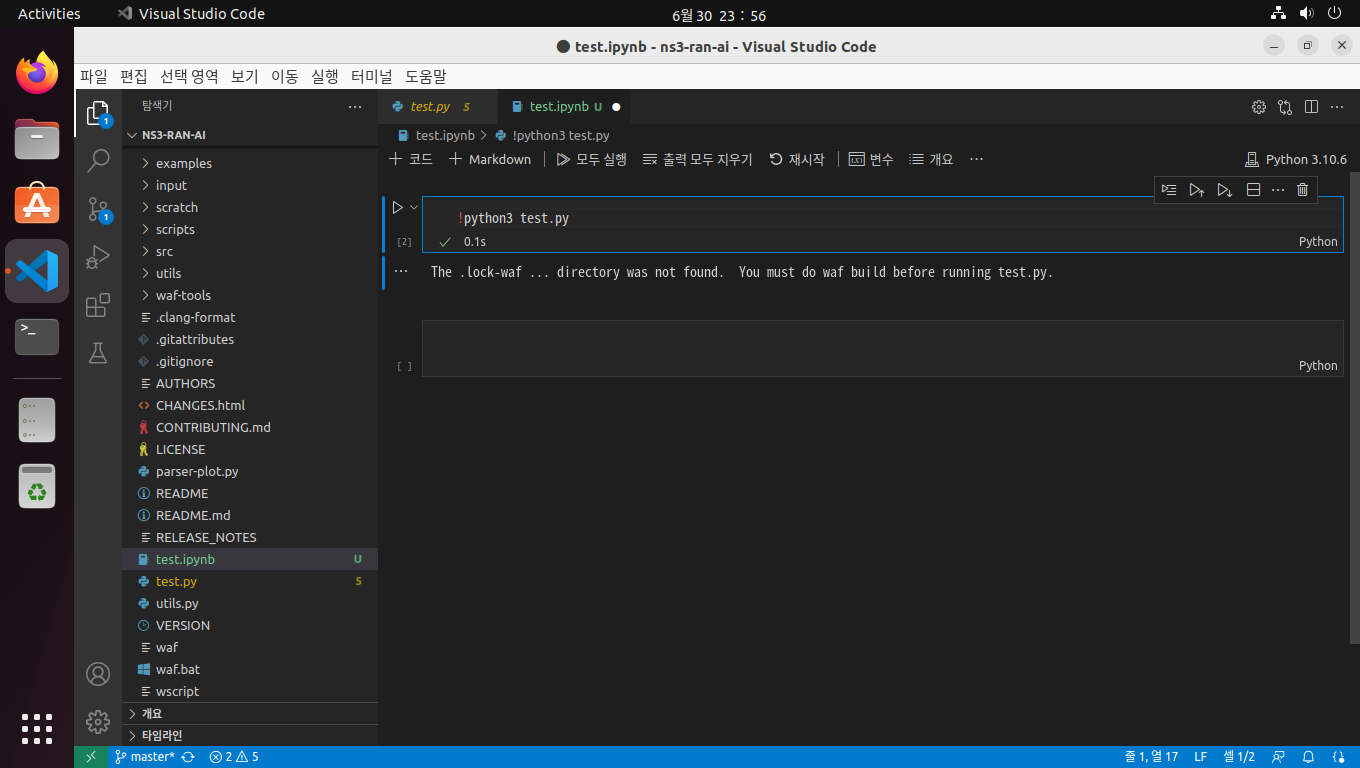 Activities
Visual Studio Code
6월 30 23 : 56
● test.ipynb - ns3-ran-ai - Visual Studio Code
파일 편집 선택 영역 보기 이동 실행 터미널 도움말
탐색기 ···
test.py 5
test.ipynb U ●
NS3-RAN-AI
test.ipynb > !python3 test.py
+ 코드 + Markdown 모두 실행 출력 모두 지우기 재시작 변수 개요 ···
Python 3.10.6
1
1
examples
input
scratch
scripts
src
utils
waf-tools
.clang-format
.gitattributes
.gitignore
AUTHORS
CHANGES.html
CONTRIBUTING.md
LICENSE
parser-plot.py
README
README.md
RELEASE_NOTES
test.ipynb U
test.py 5
utils.py
VERSION
waf
waf.bat
wscript
개요
타임라인
!python3 test.py
[2]
0.1s
Python
The .lock-waf ... directory was not found.  You must do waf build before running test.py.
[ ]
Python
master* 2 5
줄 1, 열 17 LF 셀 1/2